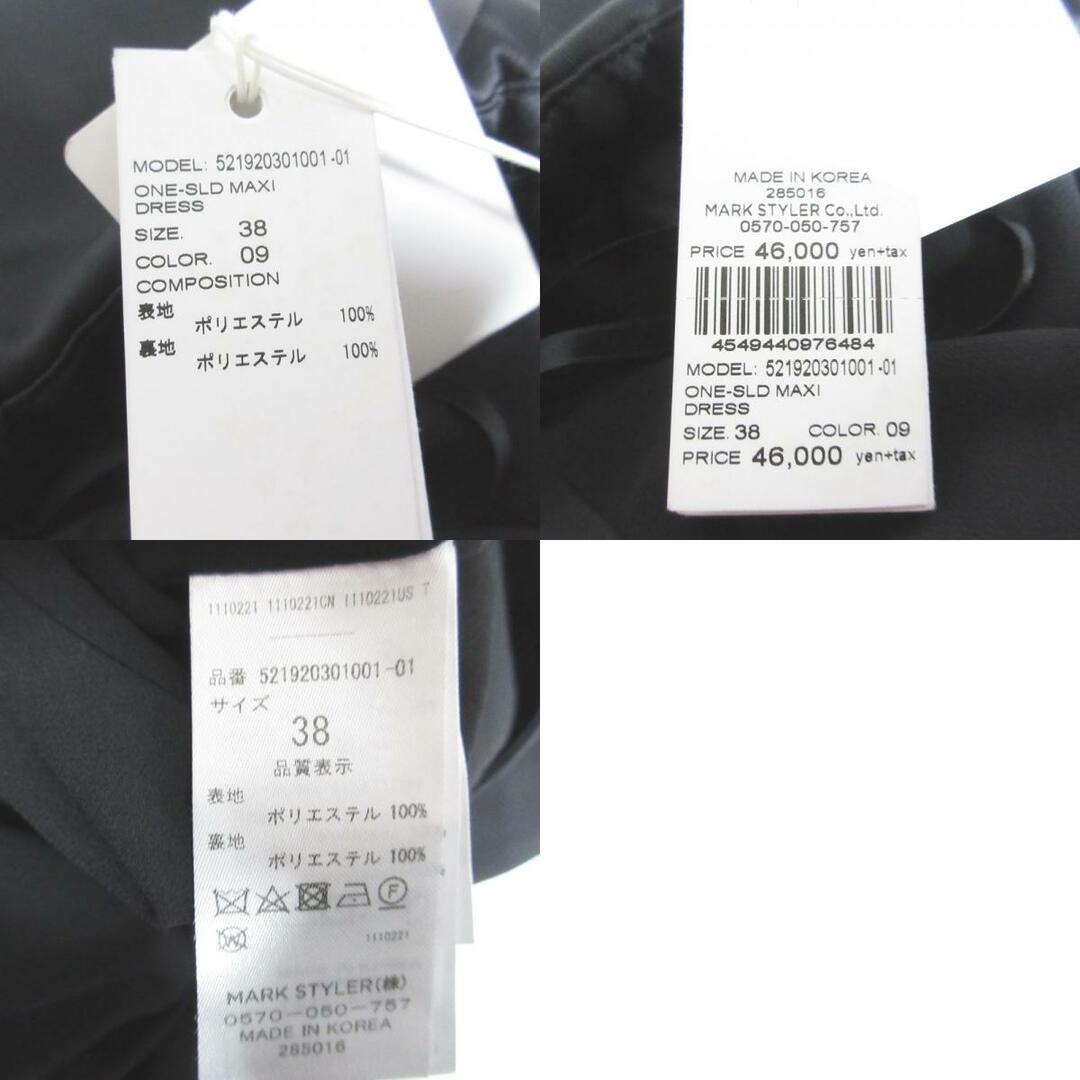 MODEL: 521920301001-01
ONE-SLD MAXI
DRESS
SIZE. 38
COLOR. 09
COMPOSITION
表地 ポリエステル 100%
裏地 ポリエステル 100%
MADE IN KOREA
285016
MARK STYLER Co.,Ltd.
0570-050-757
PRICE 46,000 yen+tax
4549440976484
MODEL: 521920301001-01
ONE-SLD MAXI
DRESS
SIZE. 38 COLOR. 09
PRICE 46,000 yen+tax
1110221 1110221CN 1110221US 7
品番 521920301001-01
サイズ
38
品質表示
表地
ポリエステル 100%
裏地
ポリエステル 100%
F
W
1110221
MARK STYLER(株)
0570-050-757
MADE IN KOREA
285016